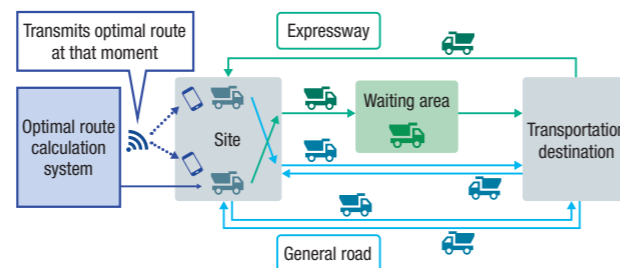 Transmits optimal route
at that moment
Expressway
Optimal route
calculation
system
Site
Waiting area
Transportation
destination
General road